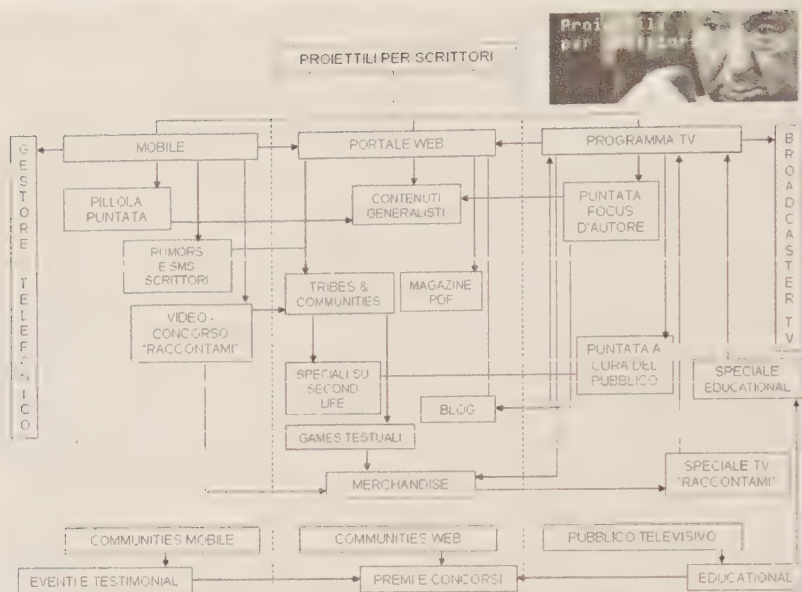 Proiettili
per scrittori
PROIETTILI PER SCRITTORI
GESTORE TELEFONICO
MOBILE
PORTALE WEB
PROGRAMMA TV
BROADCASTER TV
PILLOLA
PUNTATA
CONTENUTI
GENERALISTI
PUNTATA
FOCUS
D'AUTORE
RUMORS
E SMS
SCRITTORI
TRIBES &
COMMUNITIES
MAGAZINE
PDF
VIDEO -
CONCORSO
"RACCONTAMI"
SPECIALI SU
SECOND
LIFE
PUNTATA A
CURA DEL
PUBBLICO
SPECIALE
EDUCATIONAL
BLOG
GAMES TESTUALI
MERCHANDISE
SPECIALE TV
"RACCONTAMI"
COMMUNITIES MOBILE
COMMUNITIES WEB
PUBBLICO TELEVISIVO
EVENTI E TESTIMONIAL
PREMI E CONCORSI
EDUCATIONAL